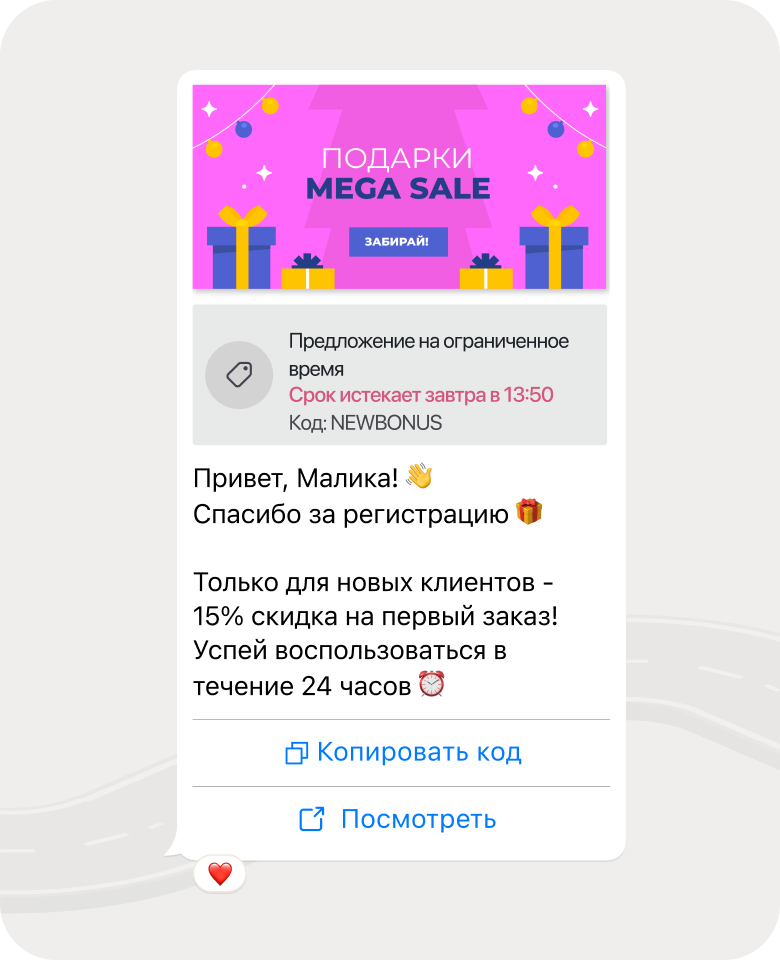 ПОДАРКИ
MEGA SALE
ЗАБИРАЙ!
Предложение на ограниченное
время
Срок истекает завтра в 13:50
Код: NEWBONUS
Привет, Малика! 👋
Спасибо за регистрацию 🎁
Только для новых клиентов -
15% скидка на первый заказ!
Успей воспользоваться в
течение 24 часов ⏰
Копировать код
Посмотреть